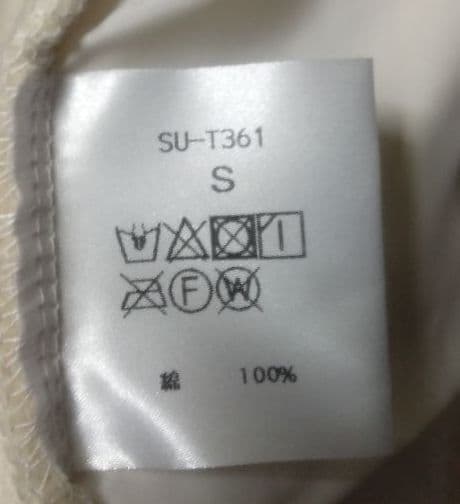 SU-T361
S
F W
綿 100%